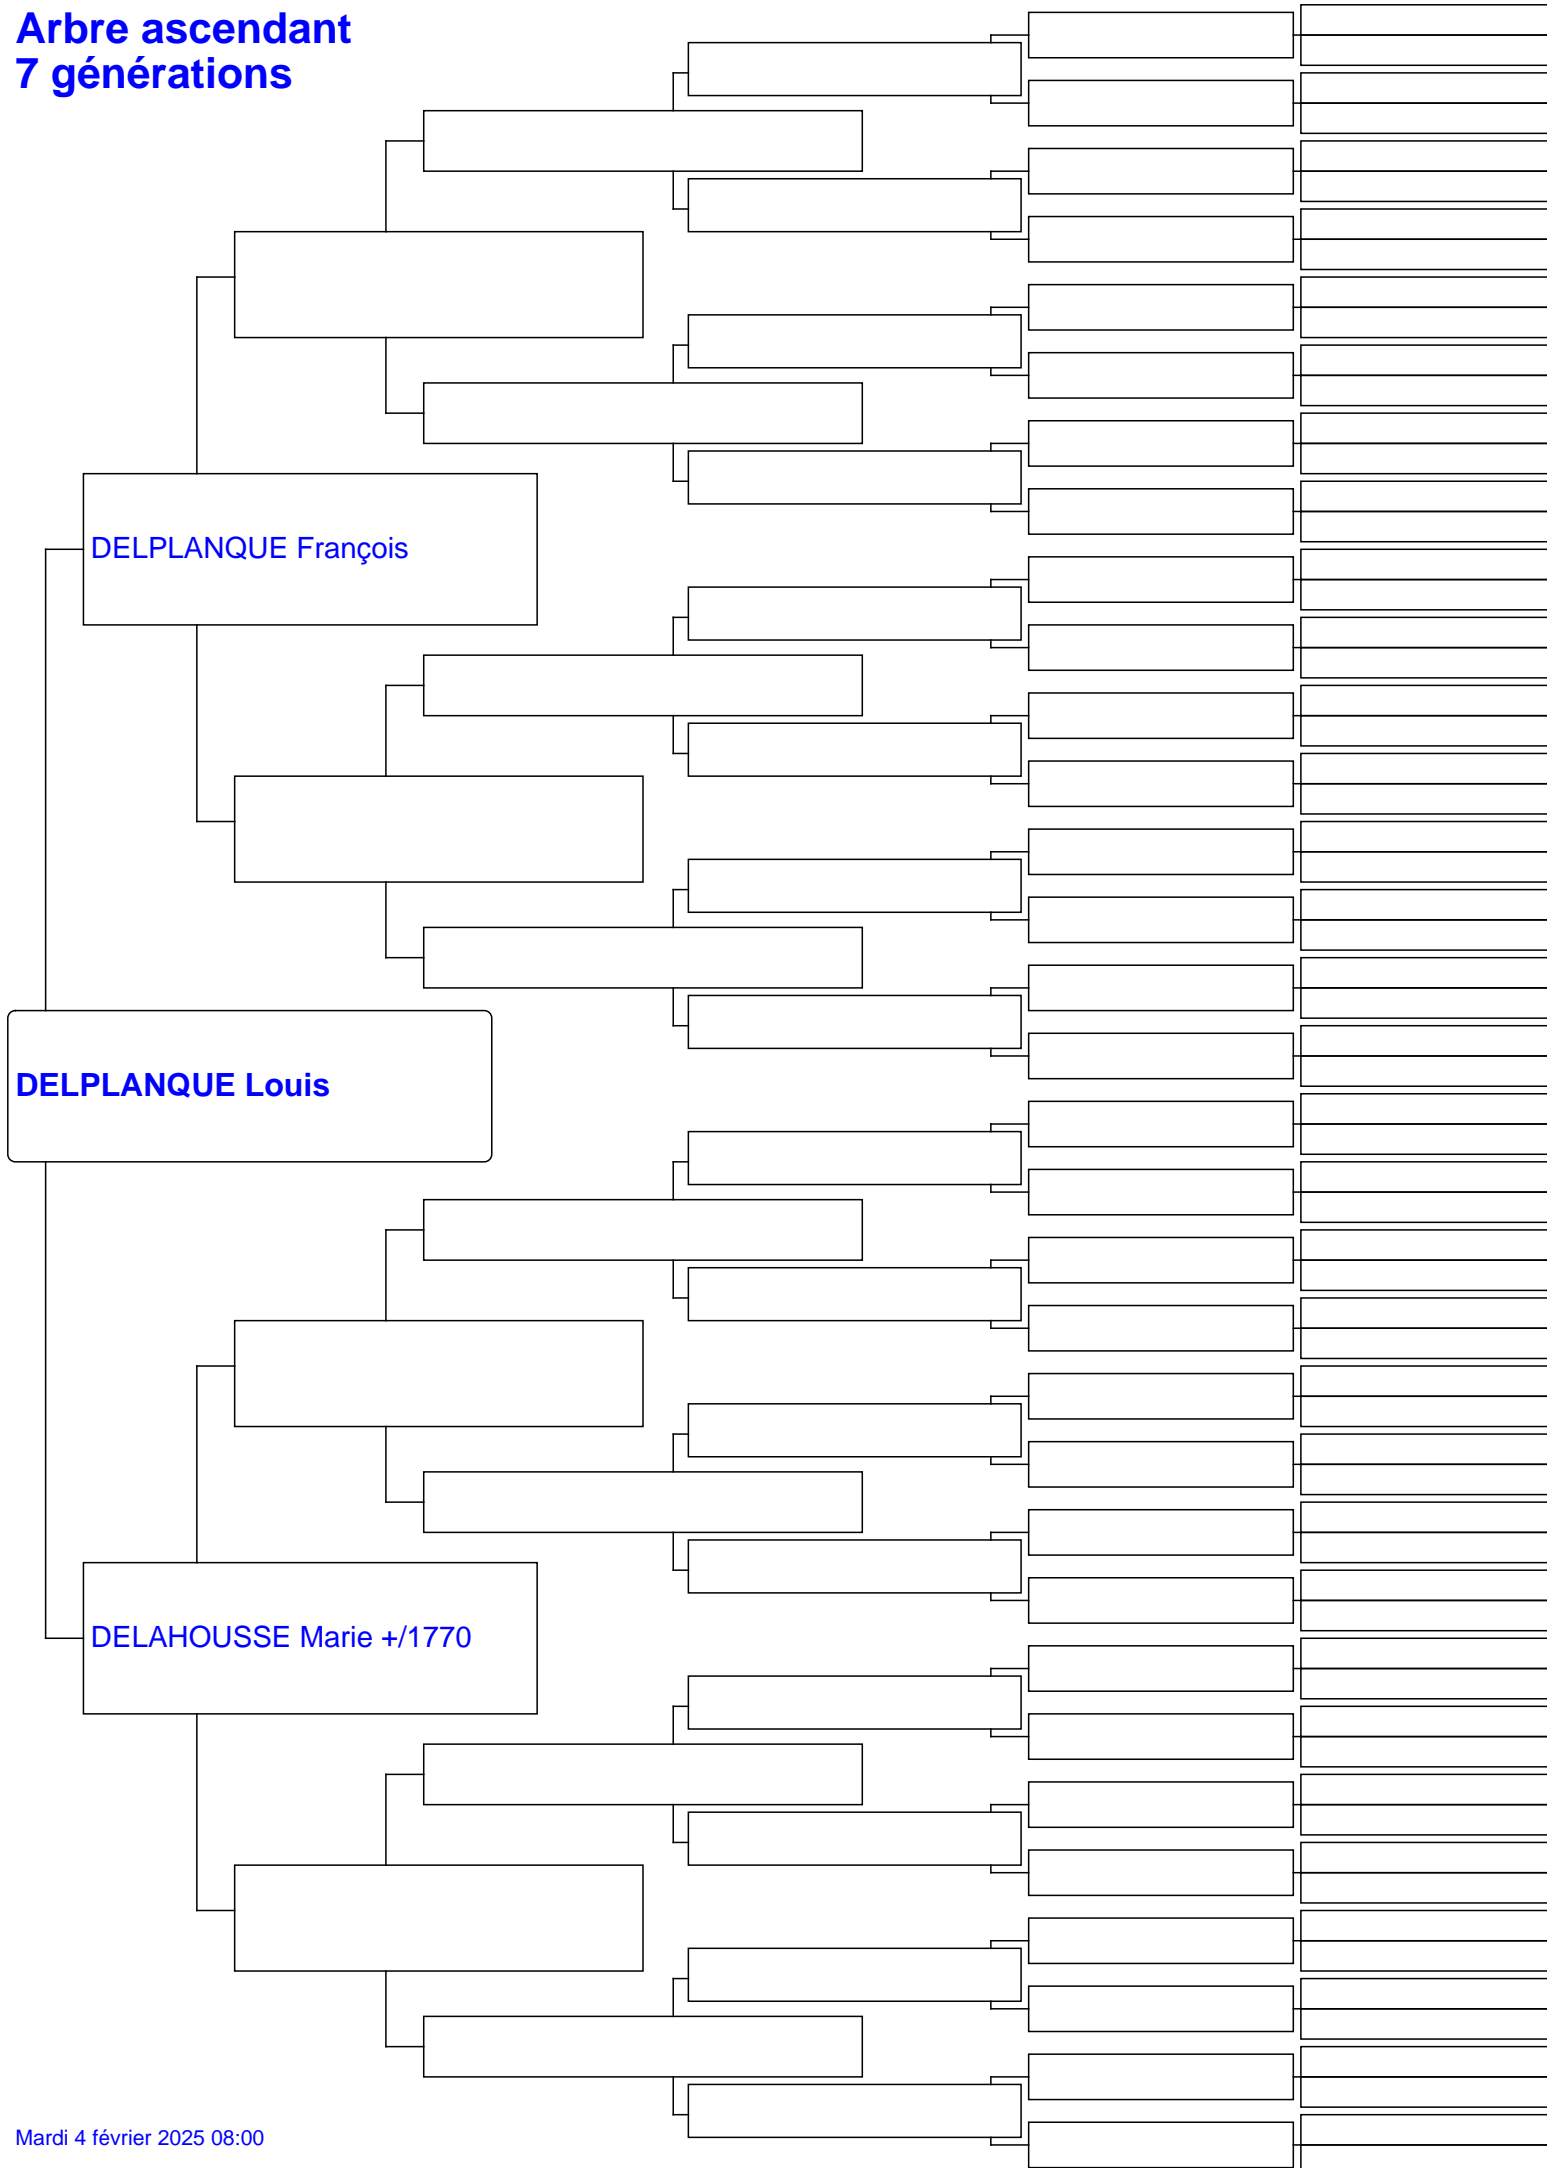 Arbre ascendant
7 générations
DELPLANQUE François
DELPLANQUE Louis
DELAHOUSSE Marie +/1770
Mardi 4 février 2025 08:00